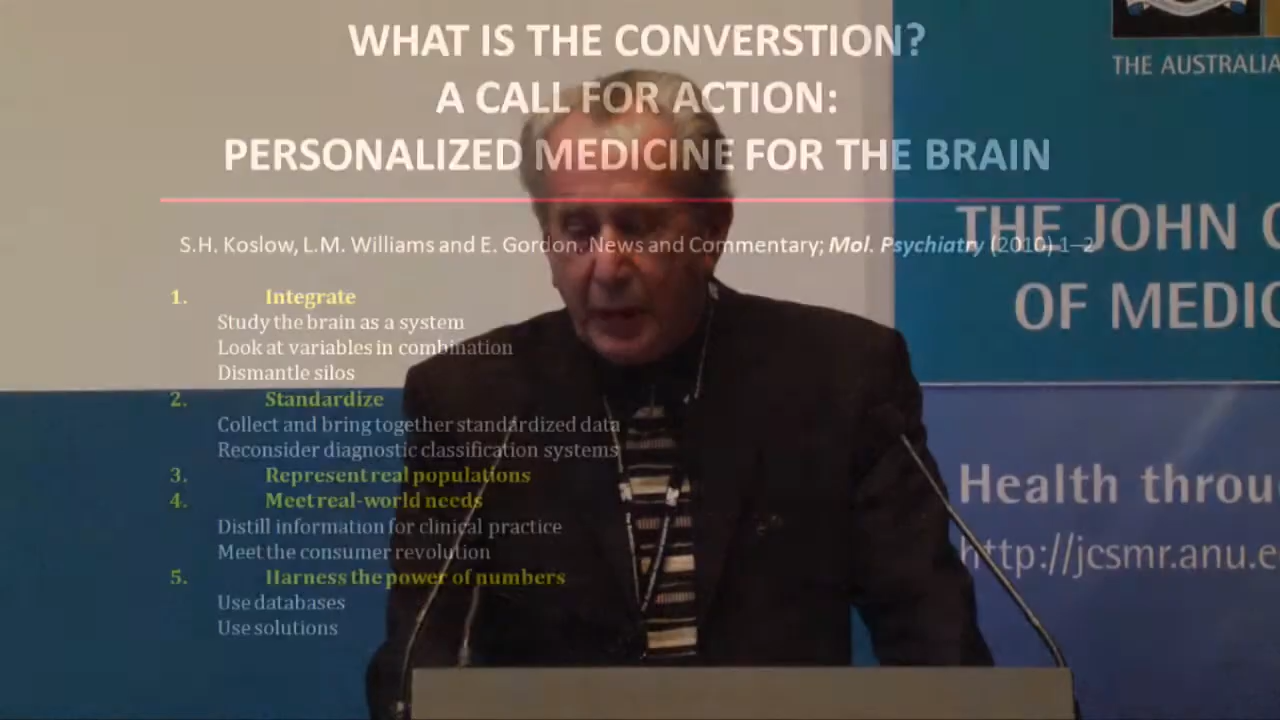 WHAT IS THE CONVERSTION?
A CALL FOR ACTION:
PERSONALIZED MEDICINE FOR THE BRAIN
S.H. Koslow, L.M. Williams and E. Gordon. News and Commentary; Mol. Psychiatry (2010) 1–2
1. Integrate
Study the brain as a system
Look at variables in combination
Dismantle silos
2. Standardize
Collect and bring together standardized data
Reconsider diagnostic classification systems
3. Represent real populations
4. Meet real-world needs
Distill information for clinical practice
Meet the consumer revolution
5. Harness the power of numbers
Use databases
Use solutions
THE AUSTRALIA
THE JOHN C
OF MEDIC
Health throu
http://jcsmr.anu.e